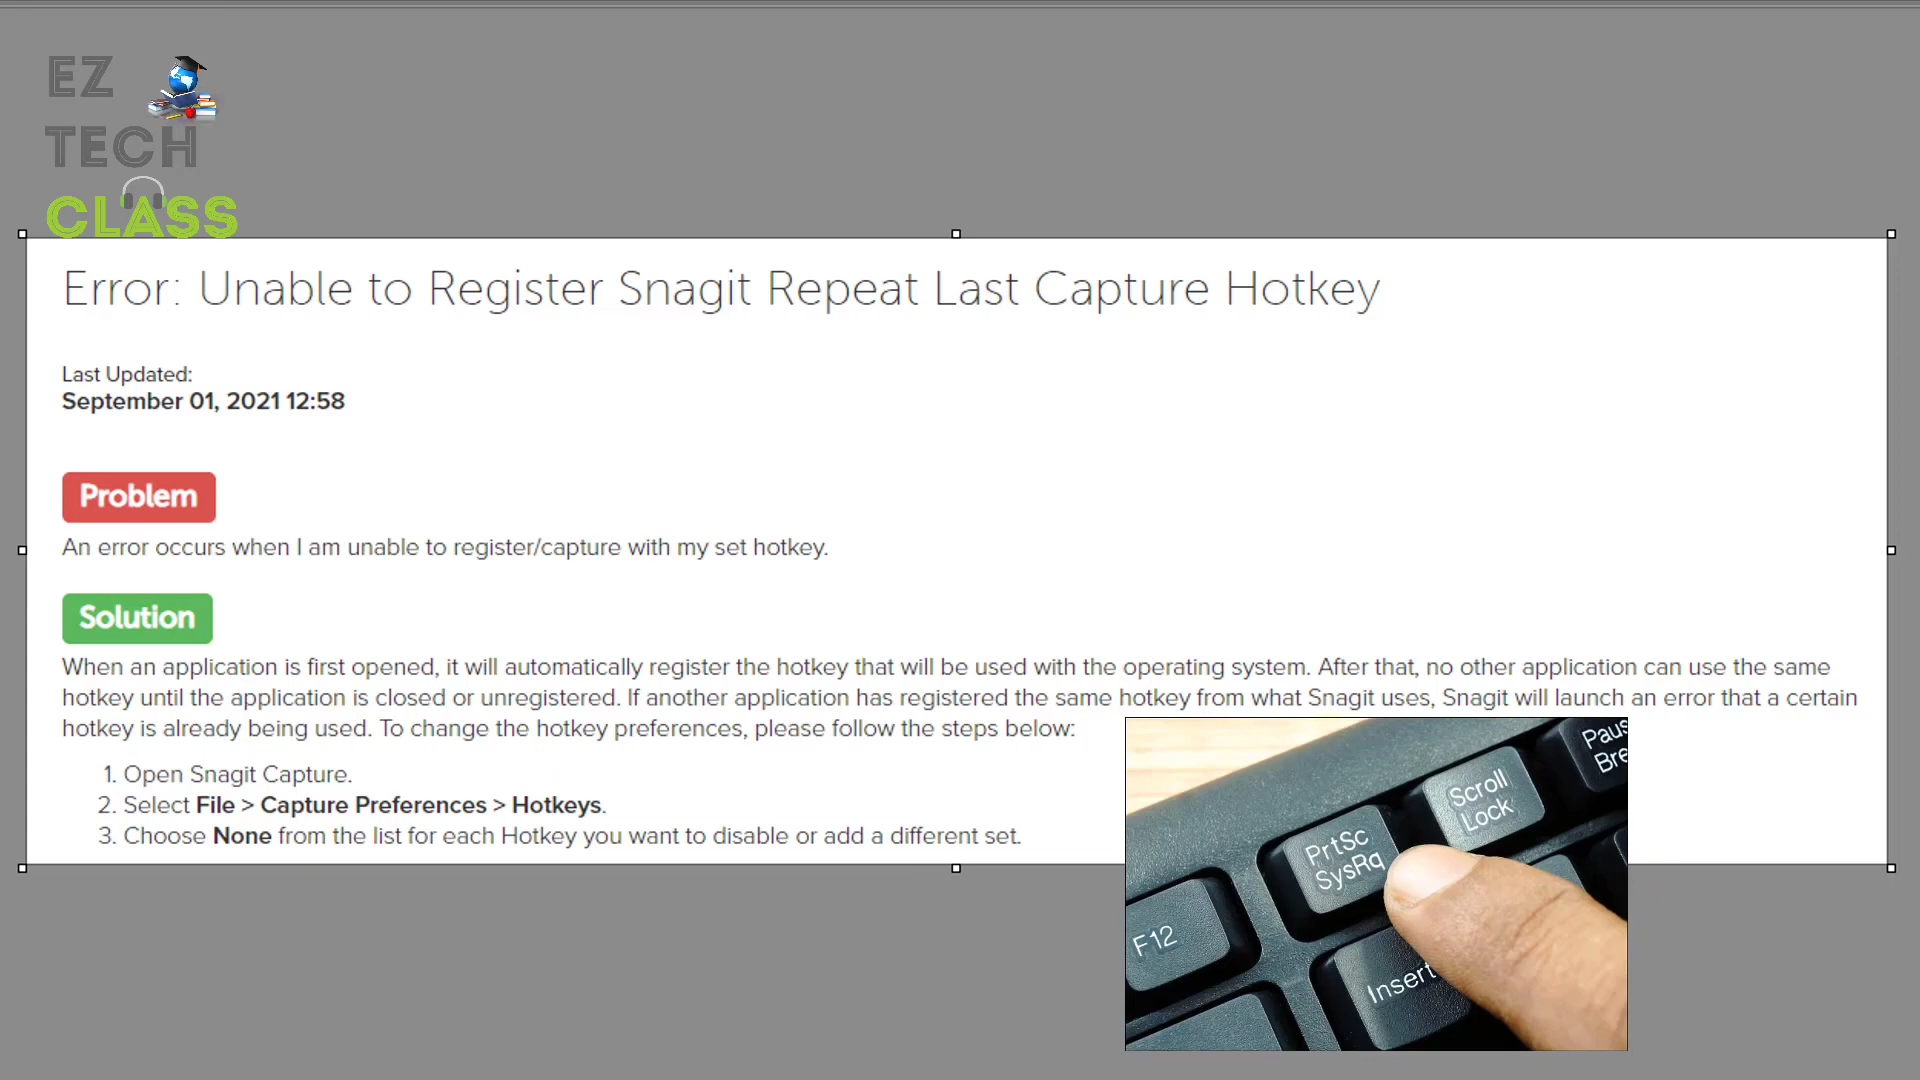 EZ
TECH
CLASS
Error: Unable to Register Snagit Repeat Last Capture Hotkey
Last Updated:
September 01, 2021 12:58
Problem
An error occurs when I am unable to register/capture with my set hotkey.
Solution
When an application is first opened, it will automatically register the hotkey that will be used with the operating system. After that, no other application can use the same
hotkey until the application is closed or unregistered. If another application has registered the same hotkey from what Snagit uses, Snagit will launch an error that a certain
hotkey is already being used. To change the hotkey preferences, please follow the steps below:
1. Open Snagit Capture.
2. Select File > Capture Preferences > Hotkeys.
3. Choose None from the list for each Hotkey you want to disable or add a different set.
Paus
Bre
Scroll
Lock
PrtSc
SysRq
F12
Insert